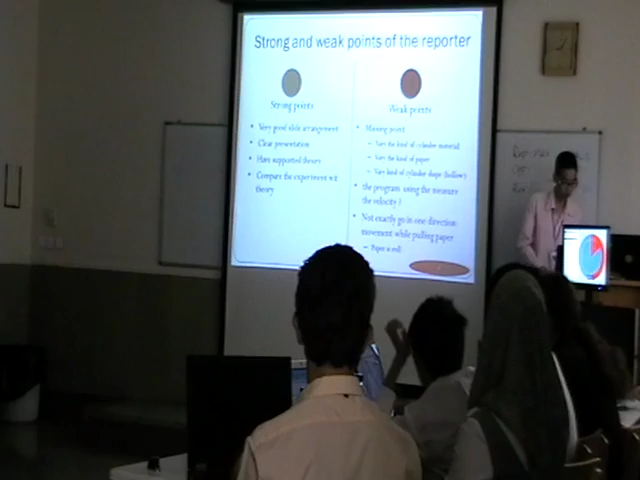 Strong and weak points of the reporter
Strong points
• Very good slide arrangement
• Clear presentation
• Have supported theory
• Compare the experiment wit
theory
Weak points
• Missing point
– Vary the kind of cylinder material
– Vary the kind of paper
– Vary kind of cylinder shape (hollow)
• the program using the measure
the velocity ?
• Not exactly go in one direction
movement while pulling paper
– Paper is roll